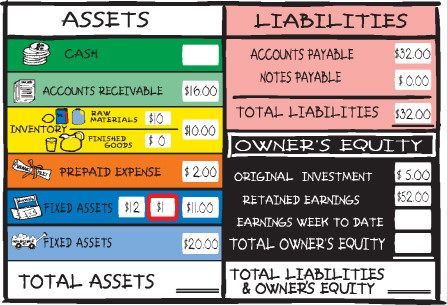 ASSETS
CASH
ACCOUNTS RECEIVABLE $16.00
RAW MATERIALS $10
INVENTORY $10.00
FINISHED GOODS $ 0
PREPAID EXPENSE $ 2.00
FIXED ASSETS $12 $1 $11.00
FIXED ASSETS $20.00
TOTAL ASSETS
LIABILITIES
ACCOUNTS PAYABLE $32.00
NOTES PAYABLE $ 0.00
TOTAL LIABILITIES $32.00
OWNER'S EQUITY
ORIGINAL INVESTMENT $ 5.00
RETAINED EARNINGS $52.00
EARNINGS WEEK TO DATE
TOTAL OWNER'S EQUITY
TOTAL LIABILITIES
& OWNER'S EQUITY